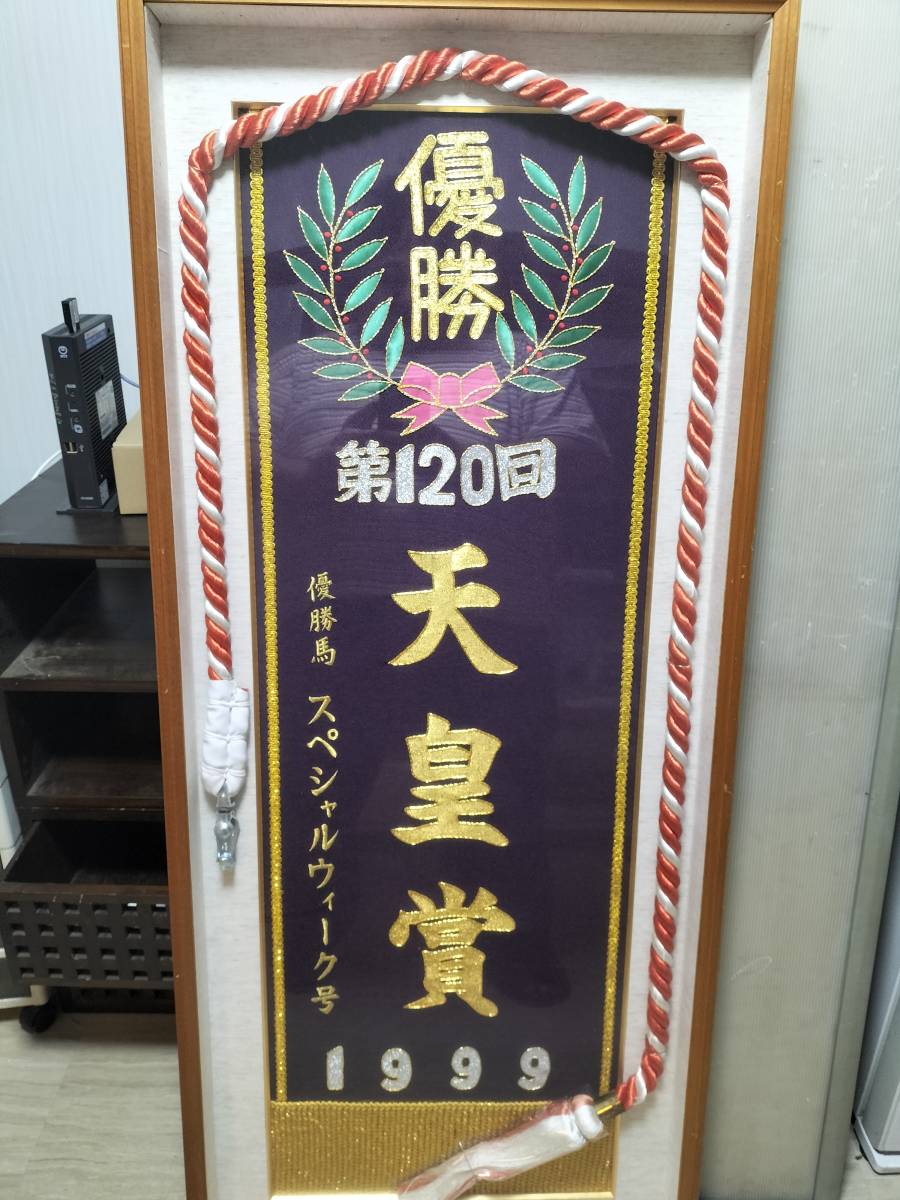 優勝
第120回
天皇賞
優勝馬 スペシャルウィーク号
1999